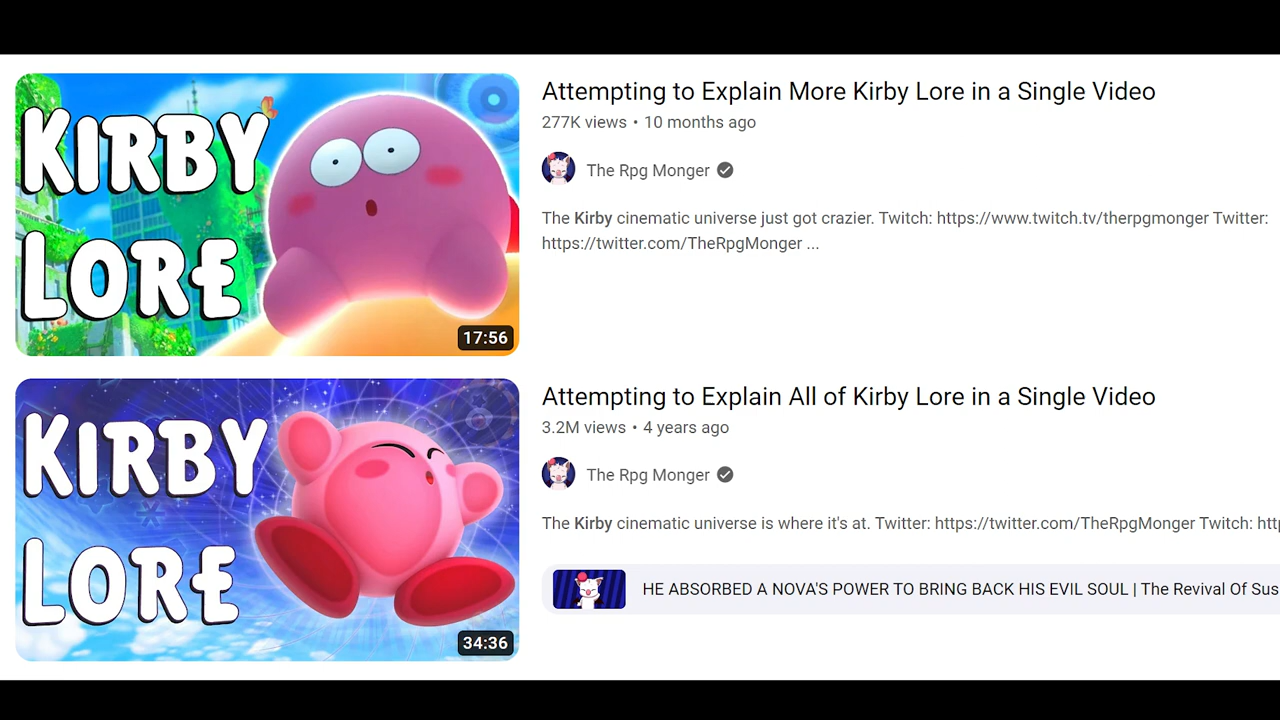 KIRBY
LORE
17:56
Attempting to Explain More Kirby Lore in a Single Video
277K views • 10 months ago
The Rpg Monger
The Kirby cinematic universe just got crazier. Twitch: https://www.twitch.tv/therpgmonger Twitter:
https://twitter.com/TheRpgMonger ...
KIRBY
LORE
34:36
Attempting to Explain All of Kirby Lore in a Single Video
3.2M views • 4 years ago
The Rpg Monger
The Kirby cinematic universe is where it's at. Twitter: https://twitter.com/TheRpgMonger Twitch: http
HE ABSORBED A NOVA'S POWER TO BRING BACK HIS EVIL SOUL | The Revival Of Sus